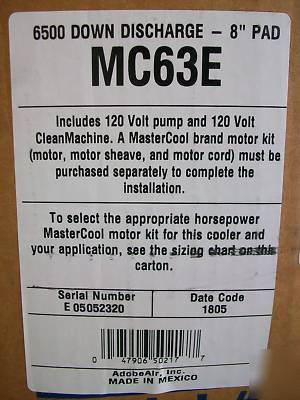 6500 DOWN DISCHARGE – 8" PAD
MC63E
Includes 120 Volt pump and 120 Volt
CleanMachine. A MasterCool brand motor kit
(motor, motor sheave, and motor cord) must be
purchased separately to complete the
installation.
To select the appropriate horsepower
MasterCool motor kit for this cooler and
your application, see the sizing chart on this
carton.
Serial Number
E 05052320
Date Code
1805
0 47906 50217 7
AdobeAir, Inc.
MADE IN MEXICO